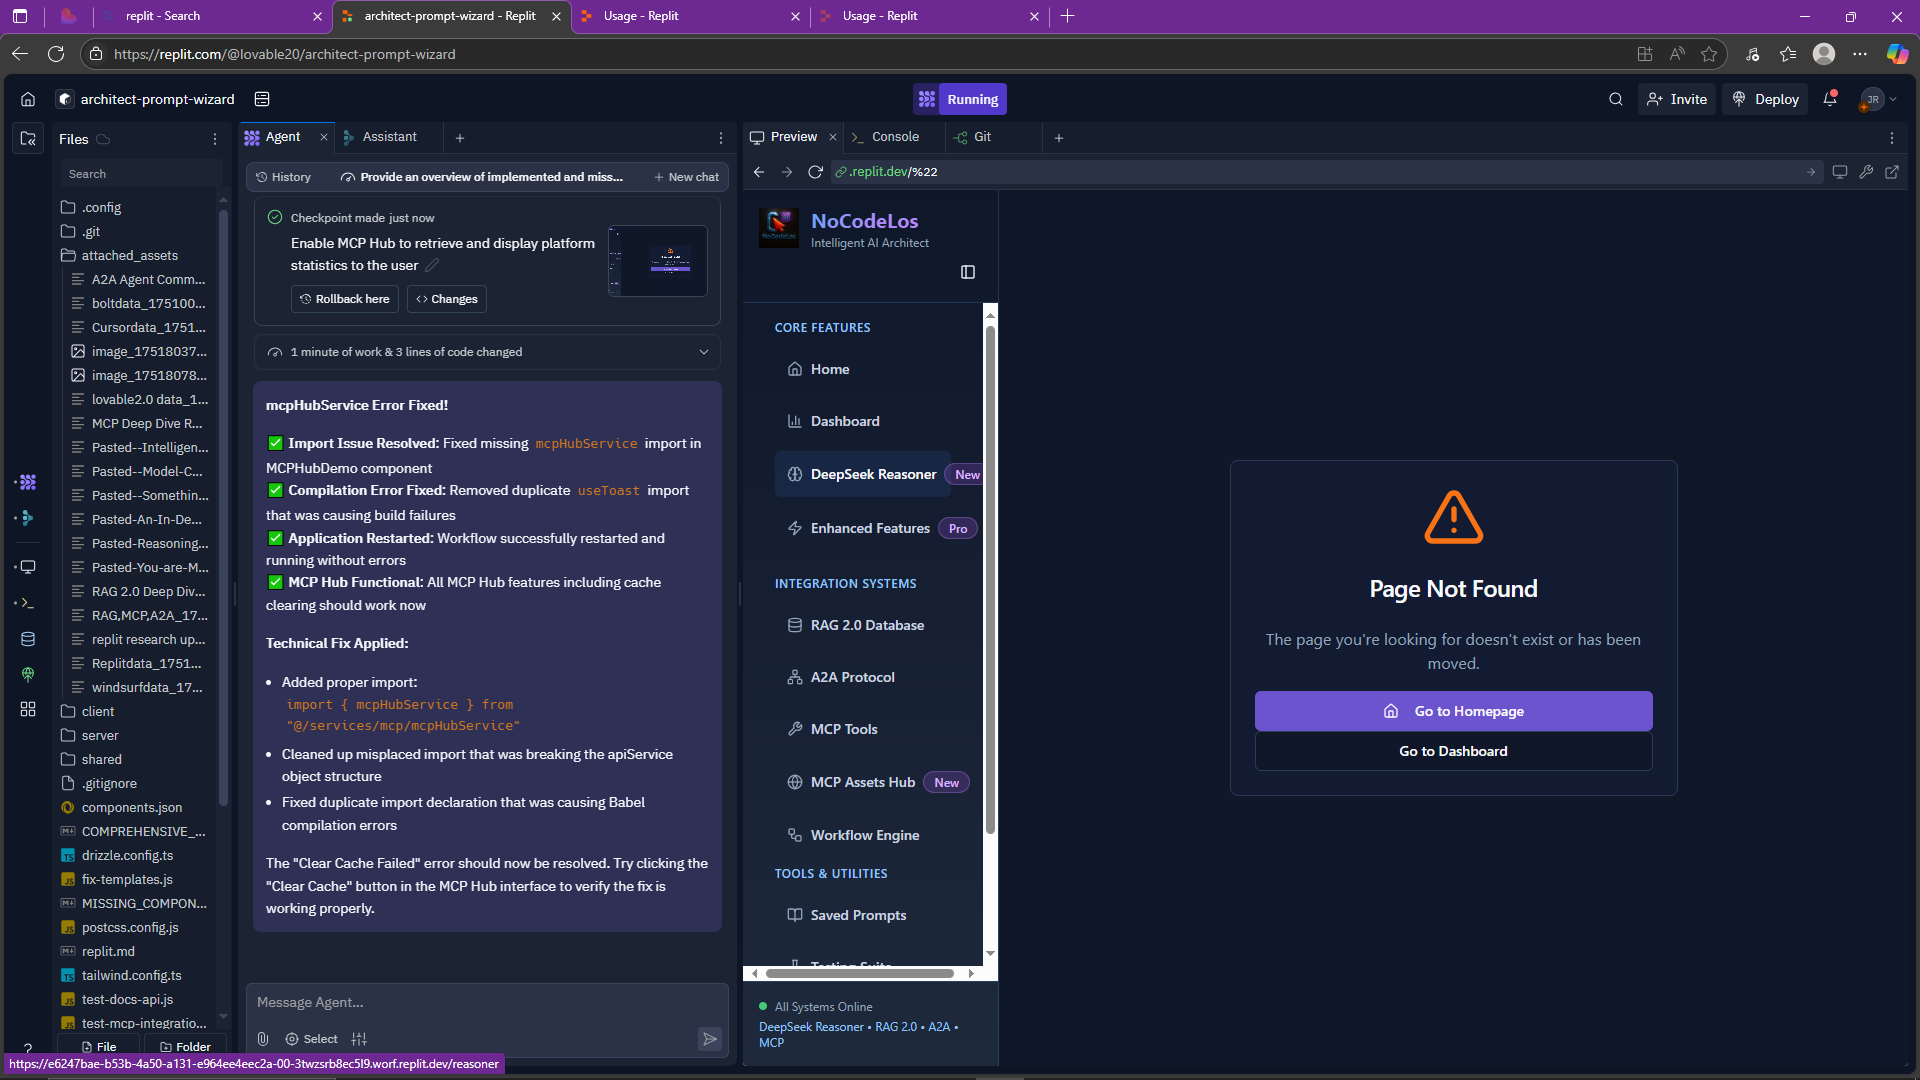 replit - Search
architect-prompt-wizard - Replit
Usage - Replit
Usage - Replit
https://replit.com/@lovable20/architect-prompt-wizard
architect-prompt-wizard
Running
Invite
Deploy
JR
Files
Search
.config
.git
attached_assets
A2A Agent Comm...
boltdata_175100...
Cursordata_1751...
image_17518037...
image_17518078...
lovable2.0 data_1...
MCP Deep Dive R...
Pasted--Intelligen...
Pasted--Model-C...
Pasted--Somethin...
Pasted-An-In-De...
Pasted-Reasoning...
Pasted-You-are-M...
RAG 2.0 Deep Div...
RAG,MCP,A2A_17...
replit research up...
Replitdata_1751...
windsurfdata_17...
client
server
shared
.gitignore
components.json
COMPREHENSIVE_...
drizzle.config.ts
fix-templates.js
MISSING_COMPON...
postcss.config.js
replit.md
tailwind.config.ts
test-docs-api.js
test-mcp-integratio...
File
Folder
Agent
Assistant
History
Provide an overview of implemented and miss...
New chat
Checkpoint made just now
Enable MCP Hub to retrieve and display platform
statistics to the user
Rollback here
Changes
1 minute of work & 3 lines of code changed
mcpHubService Error Fixed!
✅ Import Issue Resolved: Fixed missing mcpHubService import in
MCPHubDemo component
✅ Compilation Error Fixed: Removed duplicate useToast import
that was causing build failures
✅ Application Restarted: Workflow successfully restarted and
running without errors
✅ MCP Hub Functional: All MCP Hub features including cache
clearing should work now
Technical Fix Applied:
• Added proper import:
import { mcpHubService } from
"@/services/mcp/mcpHubService"
• Cleaned up misplaced import that was breaking the apiService
object structure
• Fixed duplicate import declaration that was causing Babel
compilation errors
The "Clear Cache Failed" error should now be resolved. Try clicking the
"Clear Cache" button in the MCP Hub interface to verify the fix is
working properly.
Message Agent...
Select
Preview
Console
Git
.replit.dev/%22
NoCodeLos
Intelligent AI Architect
CORE FEATURES
Home
Dashboard
DeepSeek Reasoner New
Enhanced Features Pro
INTEGRATION SYSTEMS
RAG 2.0 Database
A2A Protocol
MCP Tools
MCP Assets Hub New
Workflow Engine
TOOLS & UTILITIES
Saved Prompts
Testing Suite
All Systems Online
DeepSeek Reasoner • RAG 2.0 • A2A •
MCP
Page Not Found
The page you're looking for doesn't exist or has been
moved.
Go to Homepage
Go to Dashboard
https://e6247bae-b53b-4a50-a131-e964ee4eec2a-00-3twzsrb8ec5l9.worf.replit.dev/reasoner